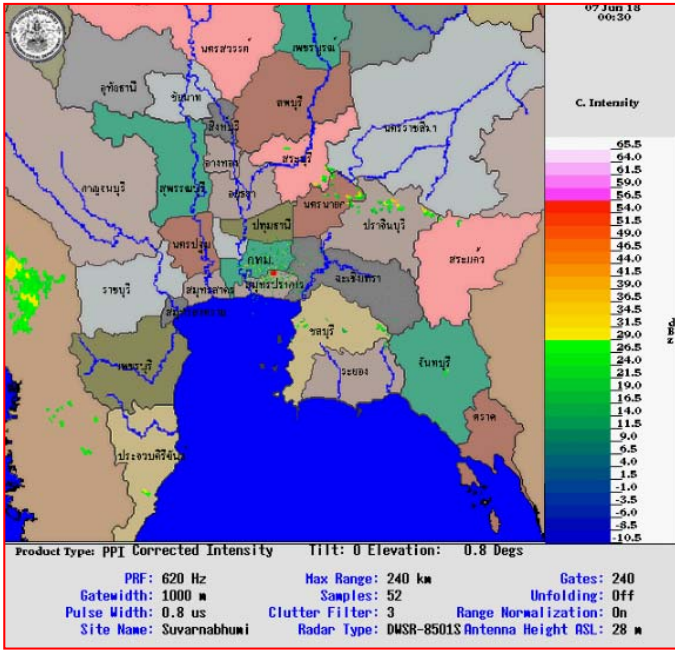 07 Jun 18
00:30
C. Intensity
65.5
64.0
61.5
59.0
56.5
54.0
51.5
49.0
46.5
44.0
41.5
39.0
36.5
34.0
31.5
29.0
26.5
24.0
21.5
19.0
16.5
14.0
11.5
9.0
6.5
4.0
1.5
-1.0
-3.5
-6.0
-8.5
-10.5
นครสวรรค์
เพชรบูรณ์
อุทัยธานี
ชัยนาท
ลพบุรี
สิงห์บุรี
นครราชสีมา
อ่างทอง
สระบุรี
กาญจนบุรี
สุพรรณบุรี
อยุธยา
นครนายก
ปราจีนบุรี
ปทุมธานี
นครปฐม
กทม.
สระแก้ว
ราชบุรี
สมุทรสาคร
สมุทรปราการ
ฉะเชิงเทรา
ชลบุรี
เพชรบุรี
ระยอง
จันทบุรี
ตราด
ประจวบคีรีขันธ์
Product Type: PPI Corrected Intensity Tilt: 0 Elevation: 0.8 Degs
PRF: 620 Hz Max Range: 240 km Gates: 240
Gatewidth: 1000 m Samples: 52 Unfolding: Off
Pulse Width: 0.8 us Clutter Filter: 3 Range Normalization: On
Site Name: Suvarnabhumi Radar Type: DWSR-8501S Antenna Height ASL: 28 m